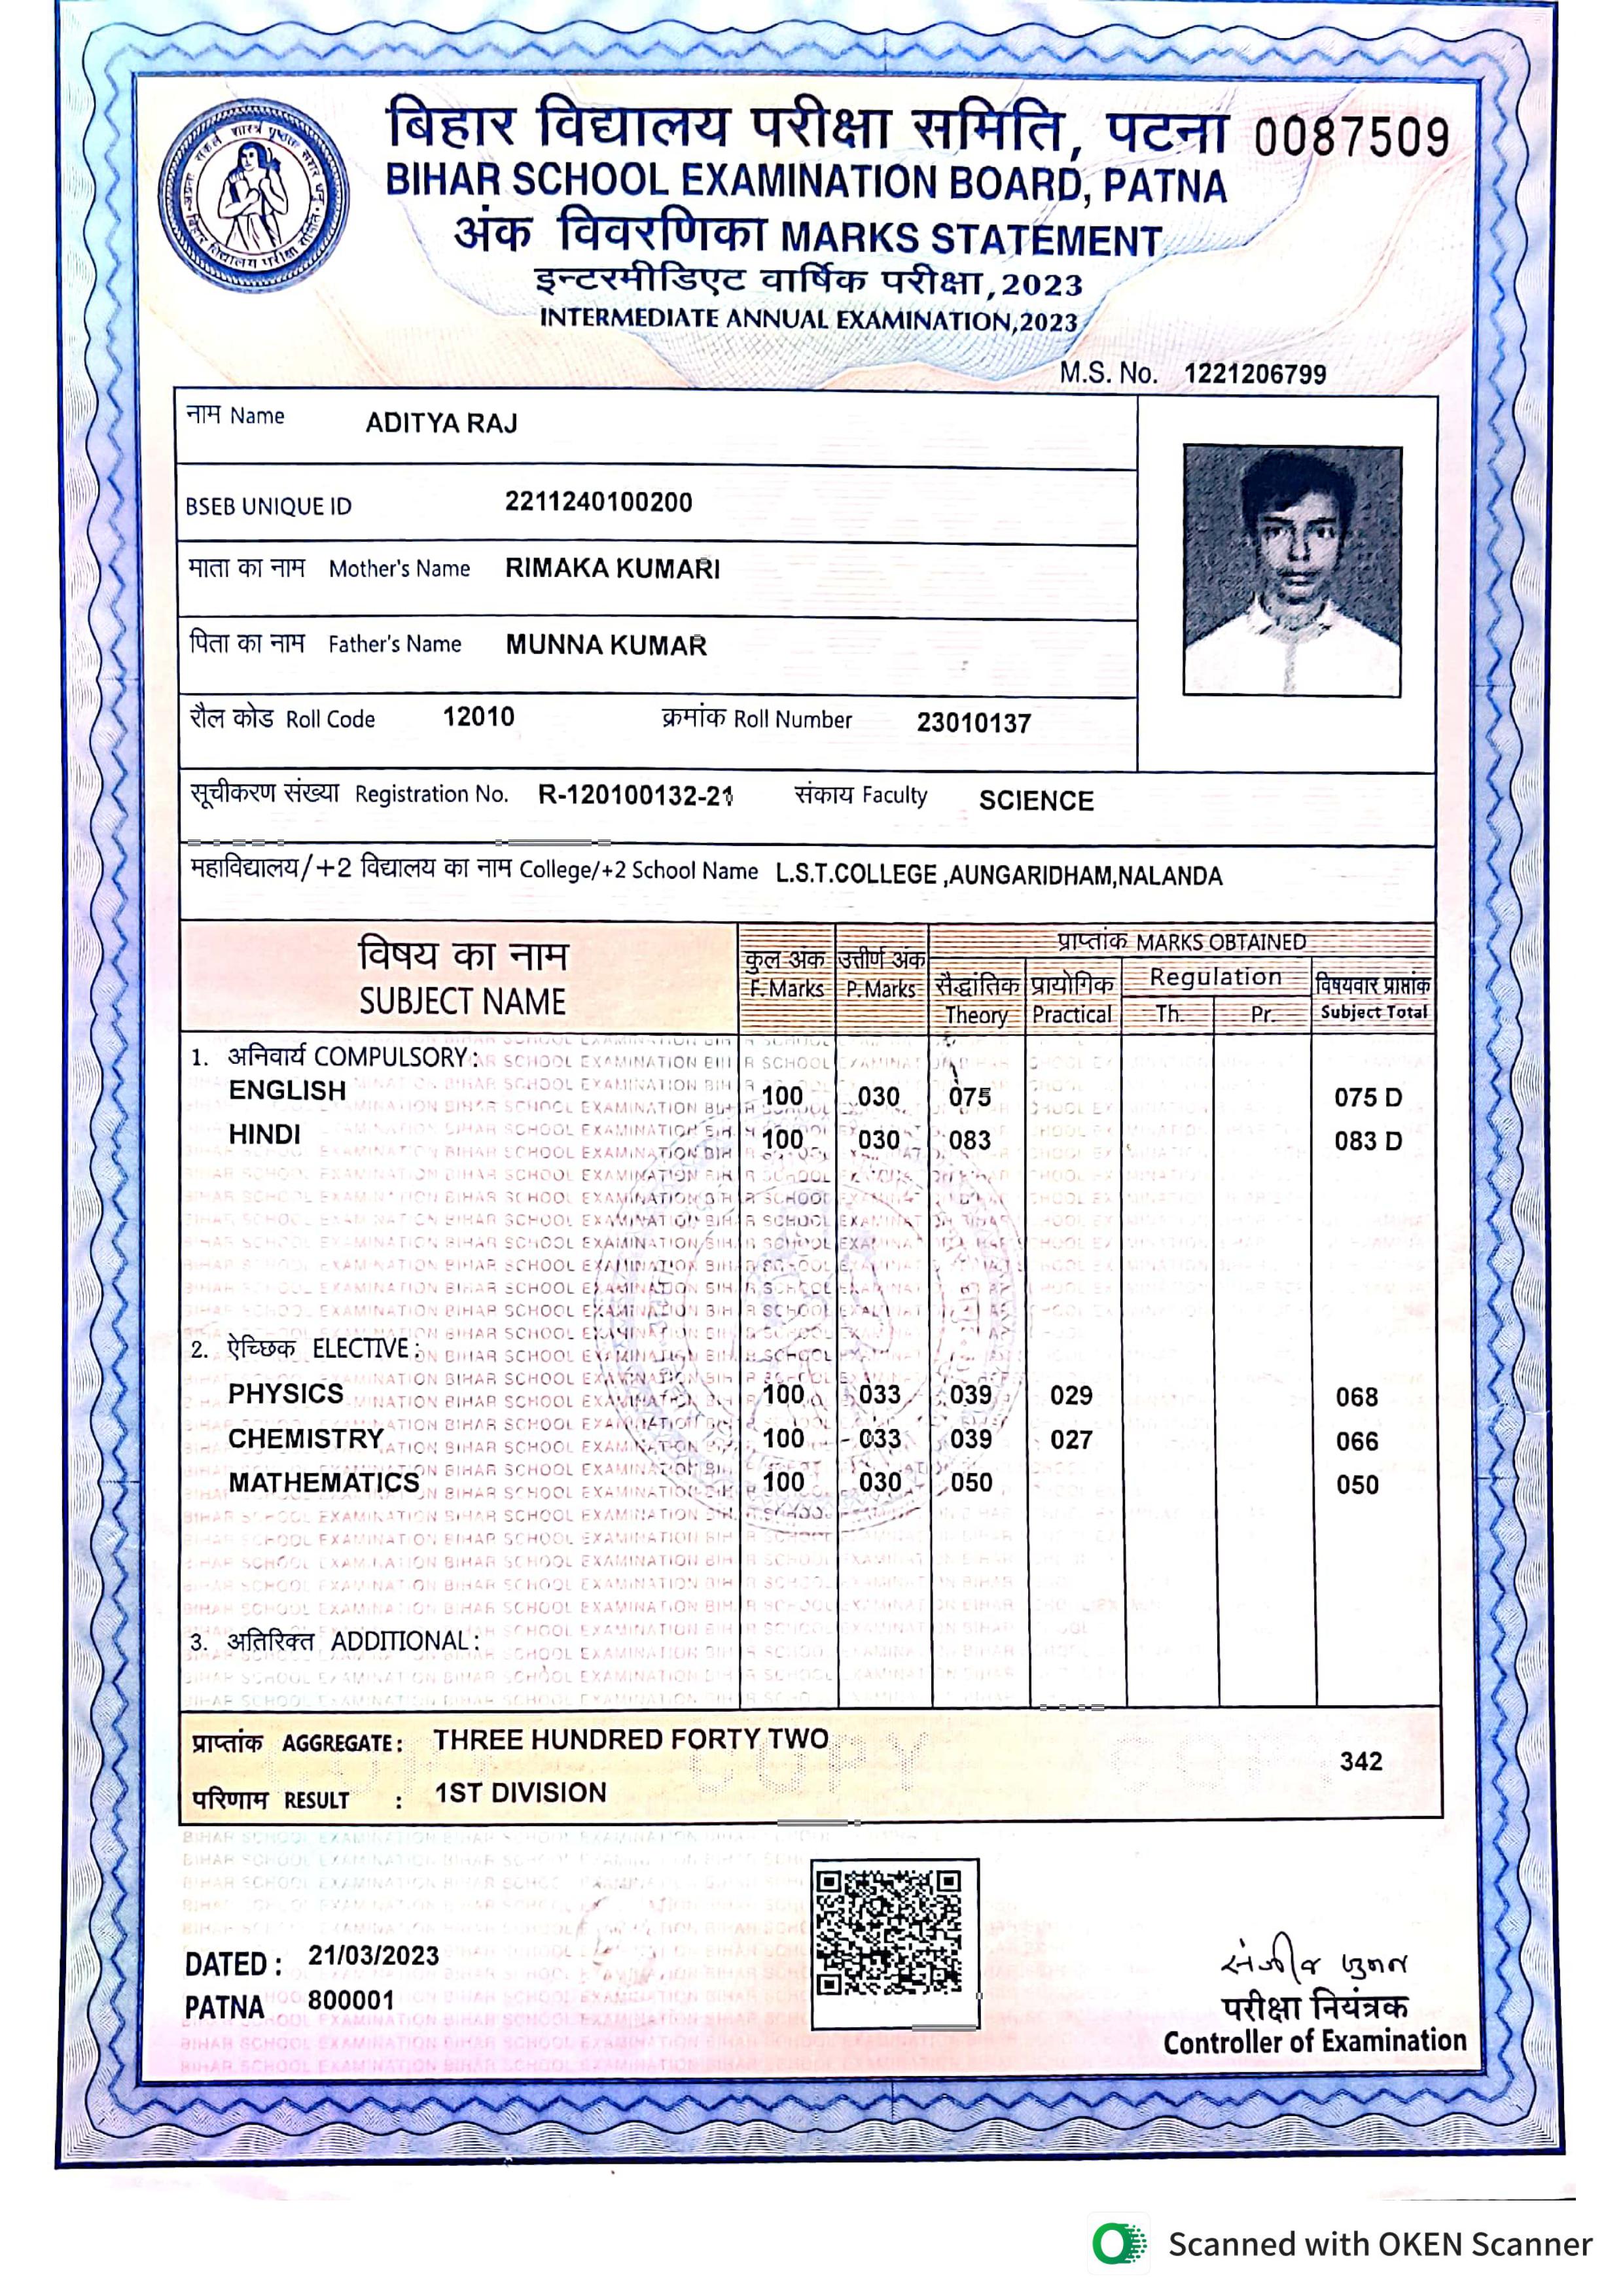 बिहार विद्यालय परीक्षा समिति, पटना 0087509
BIHAR SCHOOL EXAMINATION BOARD, PATNA
अंक विवरणिका MARKS STATEMENT
इन्टरमीडिएट वार्षिक परीक्षा, 2023
INTERMEDIATE ANNUAL EXAMINATION, 2023
M.S. No. 1221206799
नाम Name ADITYA RAJ
BSEB UNIQUE ID 2211240100200
माता का नाम Mother's Name RIMAKA KUMARI
पिता का नाम Father's Name MUNNA KUMAR
रौल कोड Roll Code 12010 क्रमांक Roll Number 23010137
सूचीकरण संख्या Registration No. R-120100132-21 संकाय Faculty SCIENCE
महाविद्यालय/+2 विद्यालय का नाम College/+2 School Name L.S.T.COLLEGE ,AUNGARIDHAM,NALANDA
विषय का नाम कुल अंक उत्तीर्ण अंक प्राप्तांक MARKS OBTAINED
SUBJECT NAME F. Marks P. Marks सैद्धांतिक प्रायोगिक Regulation विषयवार प्राप्तांक
Theory Practical Th. Pr. Subject Total
1. अनिवार्य COMPULSORY :
ENGLISH 100 030 075 075 D
HINDI 100 030 083 083 D
2. ऐच्छिक ELECTIVE :
PHYSICS 100 033 039 029 068
CHEMISTRY 100 033 039 027 066
MATHEMATICS 100 030 050 050
3. अतिरिक्त ADDITIONAL :
प्राप्तांक AGGREGATE : THREE HUNDRED FORTY TWO 342
परिणाम RESULT : 1ST DIVISION
DATED : 21/03/2023
PATNA 800001
परीक्षा नियंत्रक
Controller of Examination
Scanned with OKEN Scanner